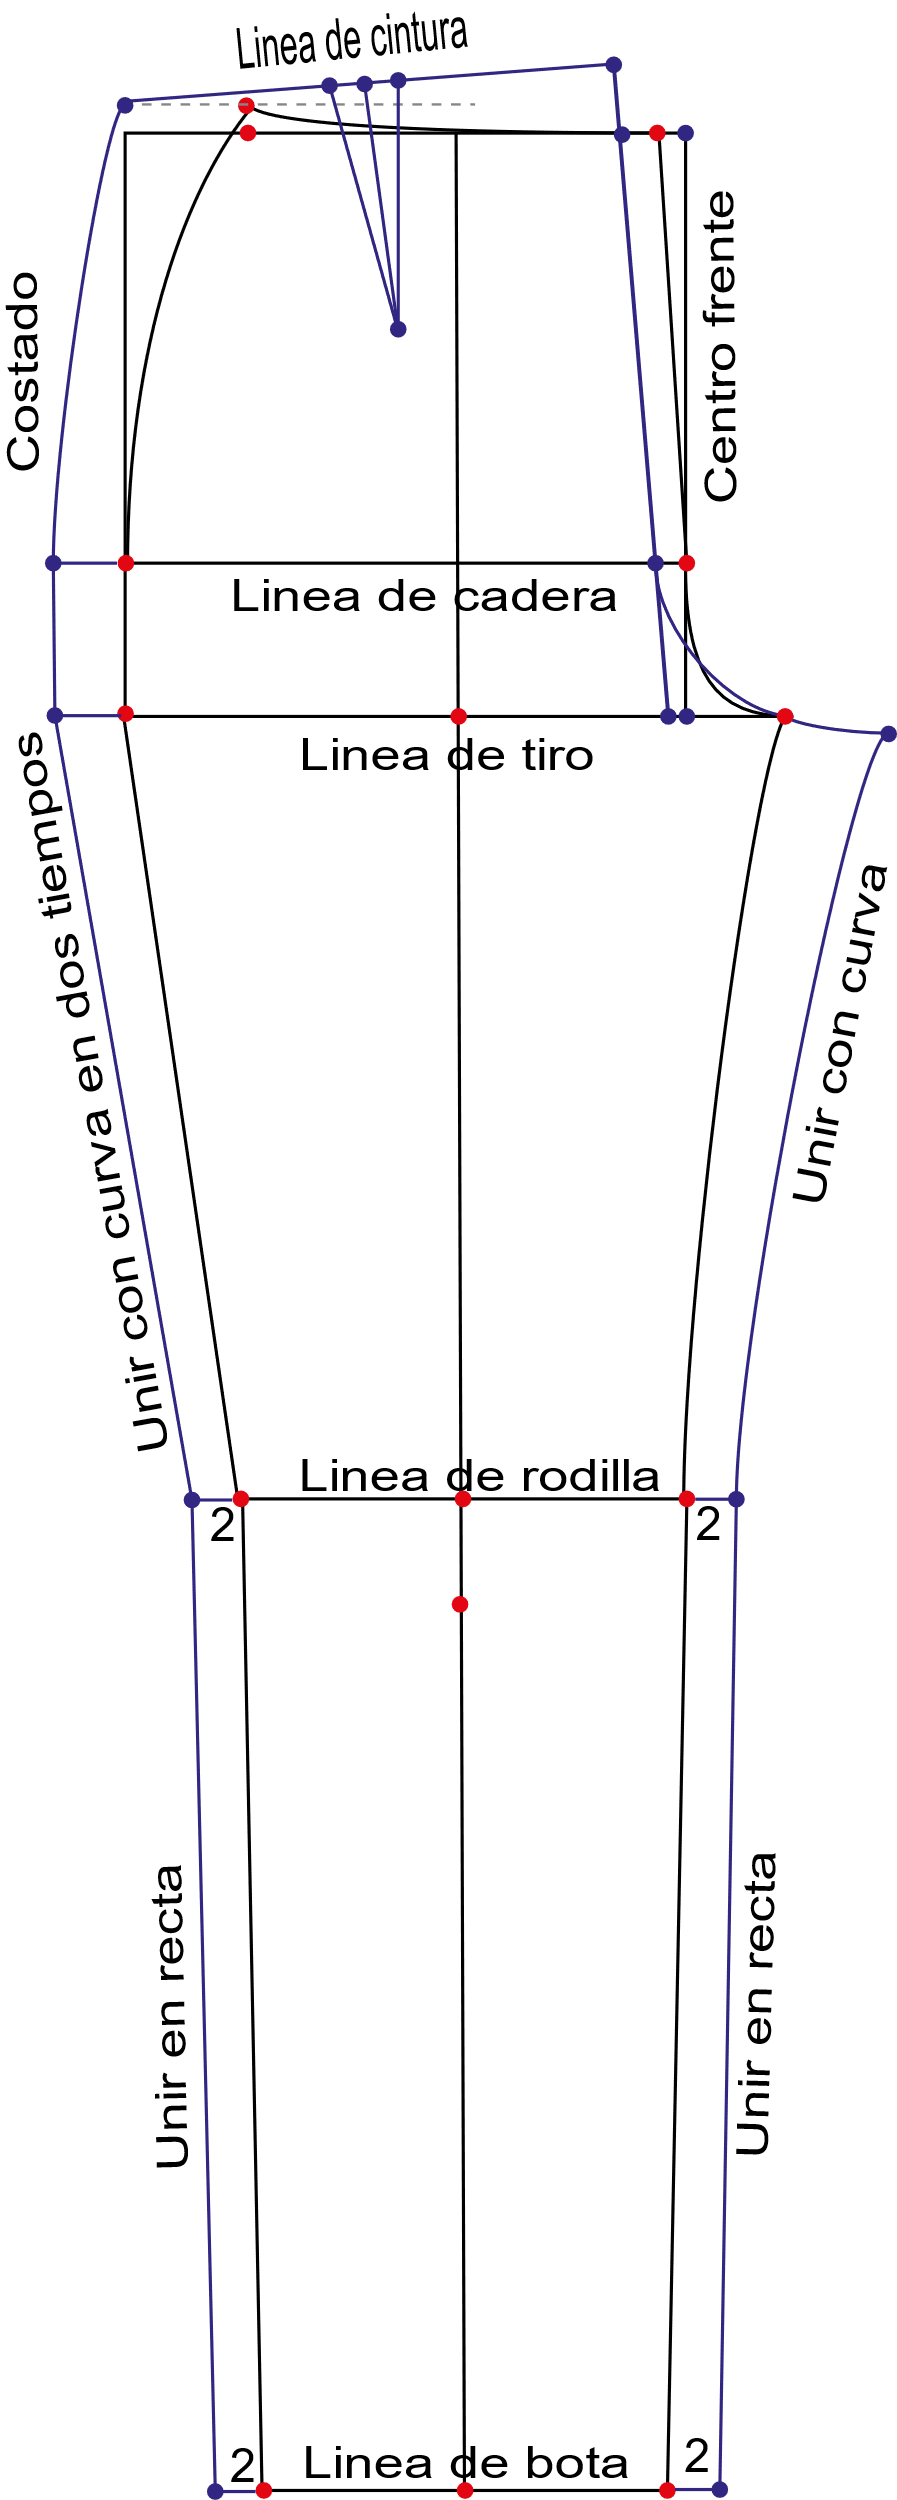 Linea de cintura
Costado
Centro frente
Linea de cadera
Linea de tiro
Unir con curva en dos tiempos
Unir con curva
Linea de rodilla
2
2
Unir en recta
Unir en recta
Linea de bota
2
2